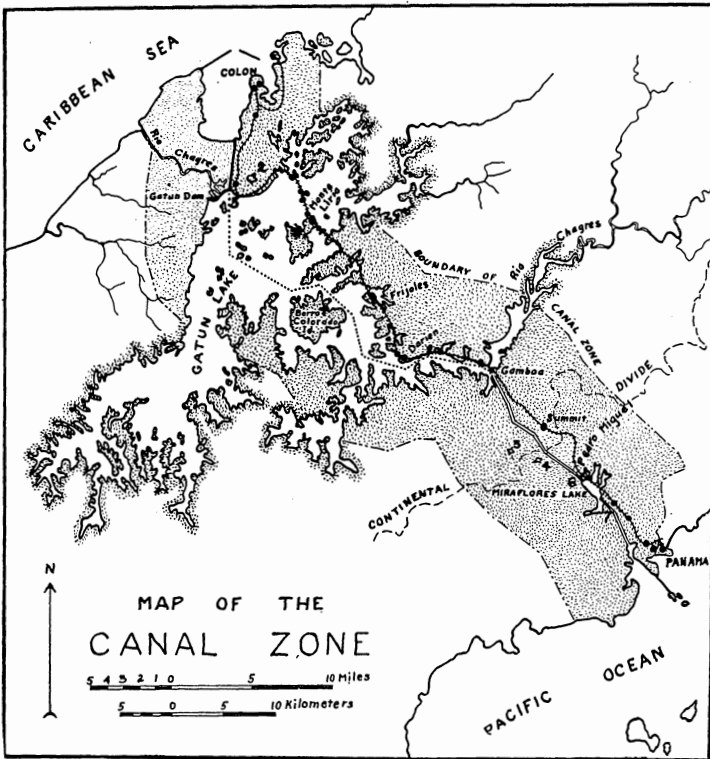 CARIBBEAN SEA
COLON
Rio Chagres
Gatun Dam
GATUN LAKE
Barro
Colorado
Id.
Frijoles
Darien
BOUNDARY OF
CANAL ZONE
Rio Chagres
Gamboa
Summit
Pedro Miguel
CONTINENTAL
DIVIDE
MIRAFLORES LAKE
PANAMA
N
MAP OF THE
CANAL ZONE
5 4 3 2 1 0 5 10 Miles
5 0 5 10 Kilometers
PACIFIC OCEAN